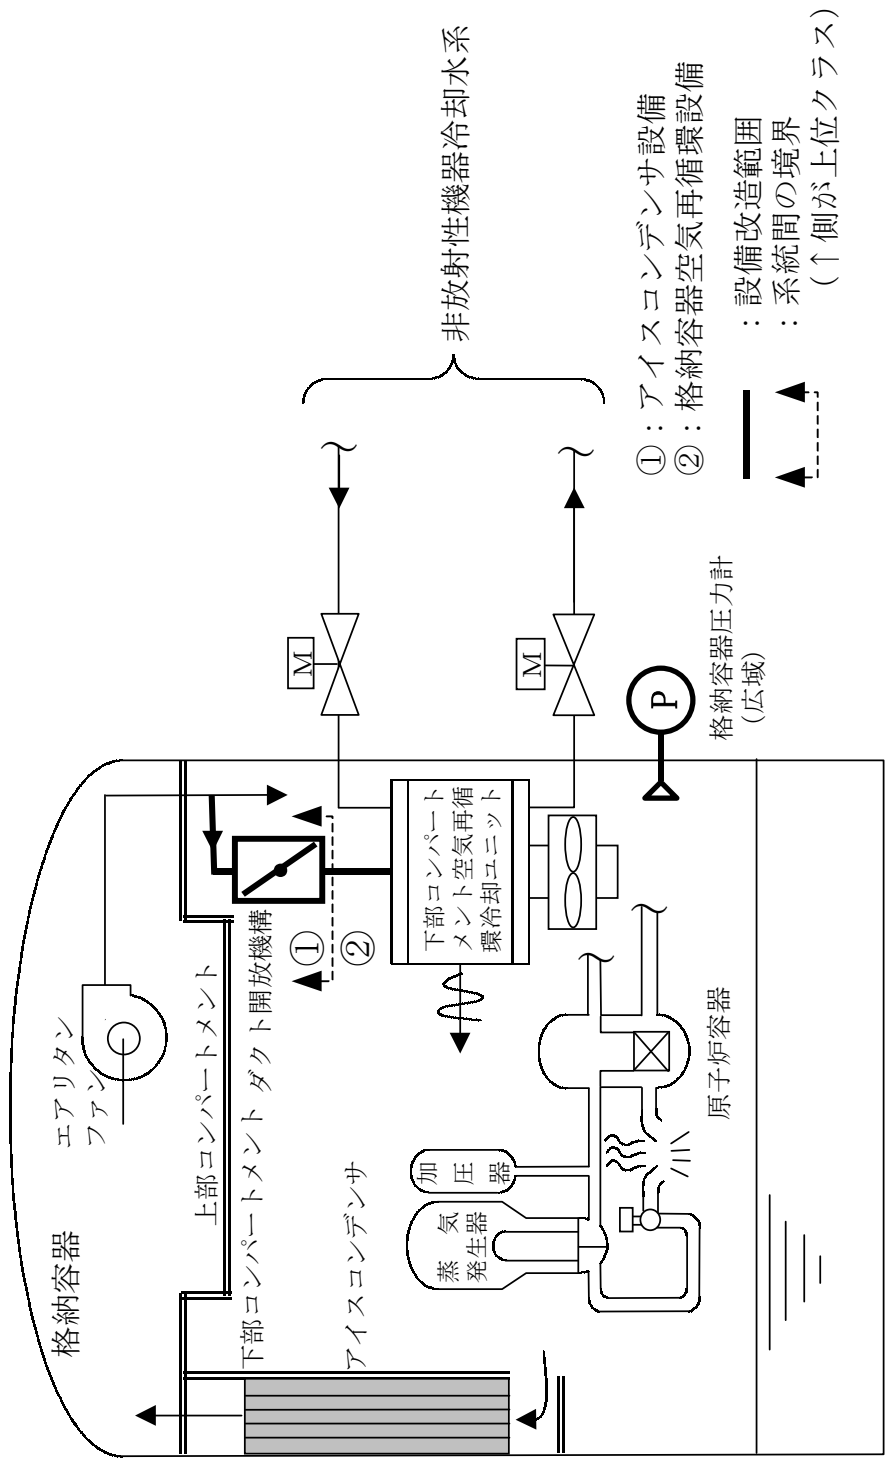 格納容器
エアリタン
ファン
上部コンパートメント
下部コンパートメント
ダクト開放機構
アイスコンデンサ
①
②
M
M
下部コンパート
メント空気再循
環冷却ユニット
加圧器
蒸気
発生器
原子炉容器
P
格納容器圧力計
(広域)
非放射性機器冷却水系
①:アイスコンデンサ設備
②:格納容器空気再循環設備
:設備改造範囲
:系統間の境界
(↑側が上位クラス)